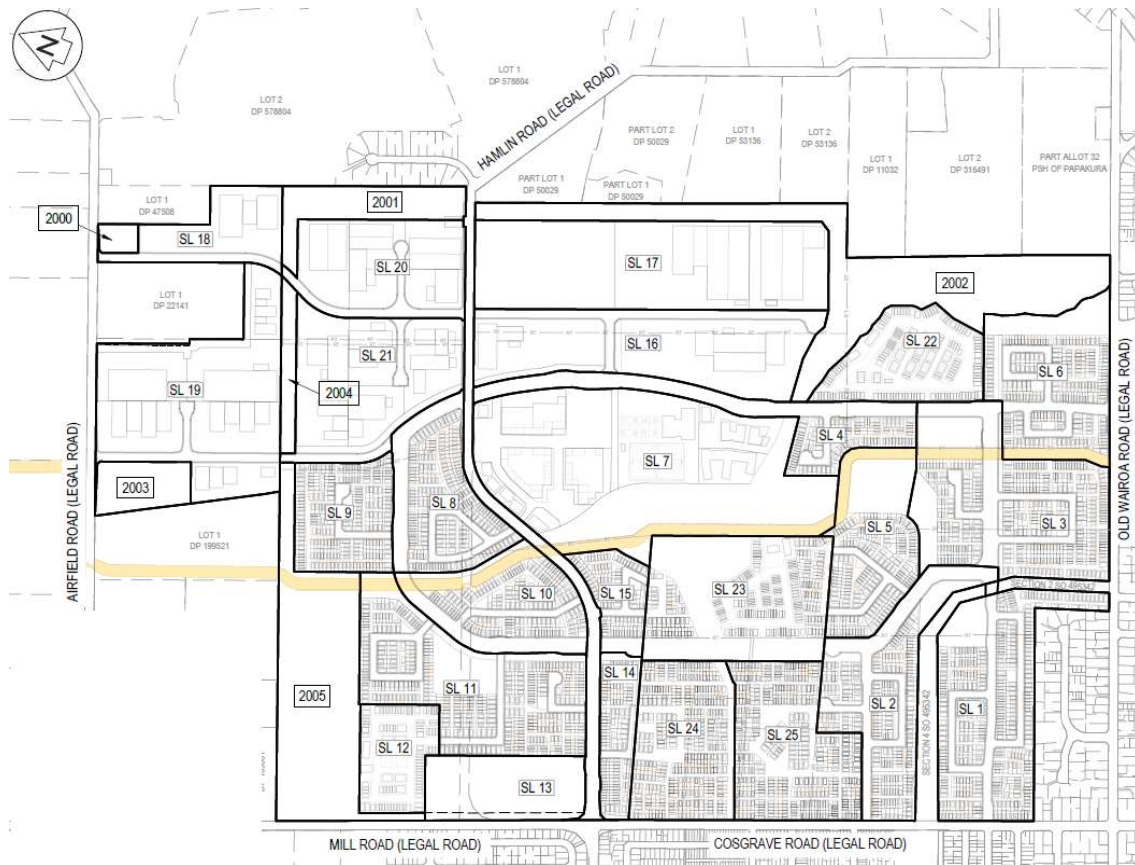 N
LOT 1
DP 578804
LOT 2
DP 578804
HAMLIN ROAD (LEGAL ROAD)
PART LOT 2
DP 50029
LOT 1
DP 53136
LOT 2
DP 53136
LOT 1
DP 11032
LOT 2
DP 316491
PART ALLOT 32
PSH OF PAPAKURA
PART LOT 1
DP 50029
PART LOT 1
DP 50029
LOT 1
DP 47508
2001
2000
SL 18
SL 20
SL 17
2002
LOT 1
DP 22141
SL 22
SL 16
SL 21
SL 6
SL 19
2004
OLD WAIROA ROAD (LEGAL ROAD)
SL 4
SL 7
2003
AIRFIELD ROAD (LEGAL ROAD)
SL 8
SL 9
SL 5
SL 3
LOT 1
DP 199521
SL 10
SL 15
SL 23
SECTION 2 SO 495342
SL 14
2005
SL 11
SL 2
SL 1
SL 24
SL 25
SL 12
SECTION 4 SO 495342
SL 13
MILL ROAD (LEGAL ROAD)
COSGRAVE ROAD (LEGAL ROAD)